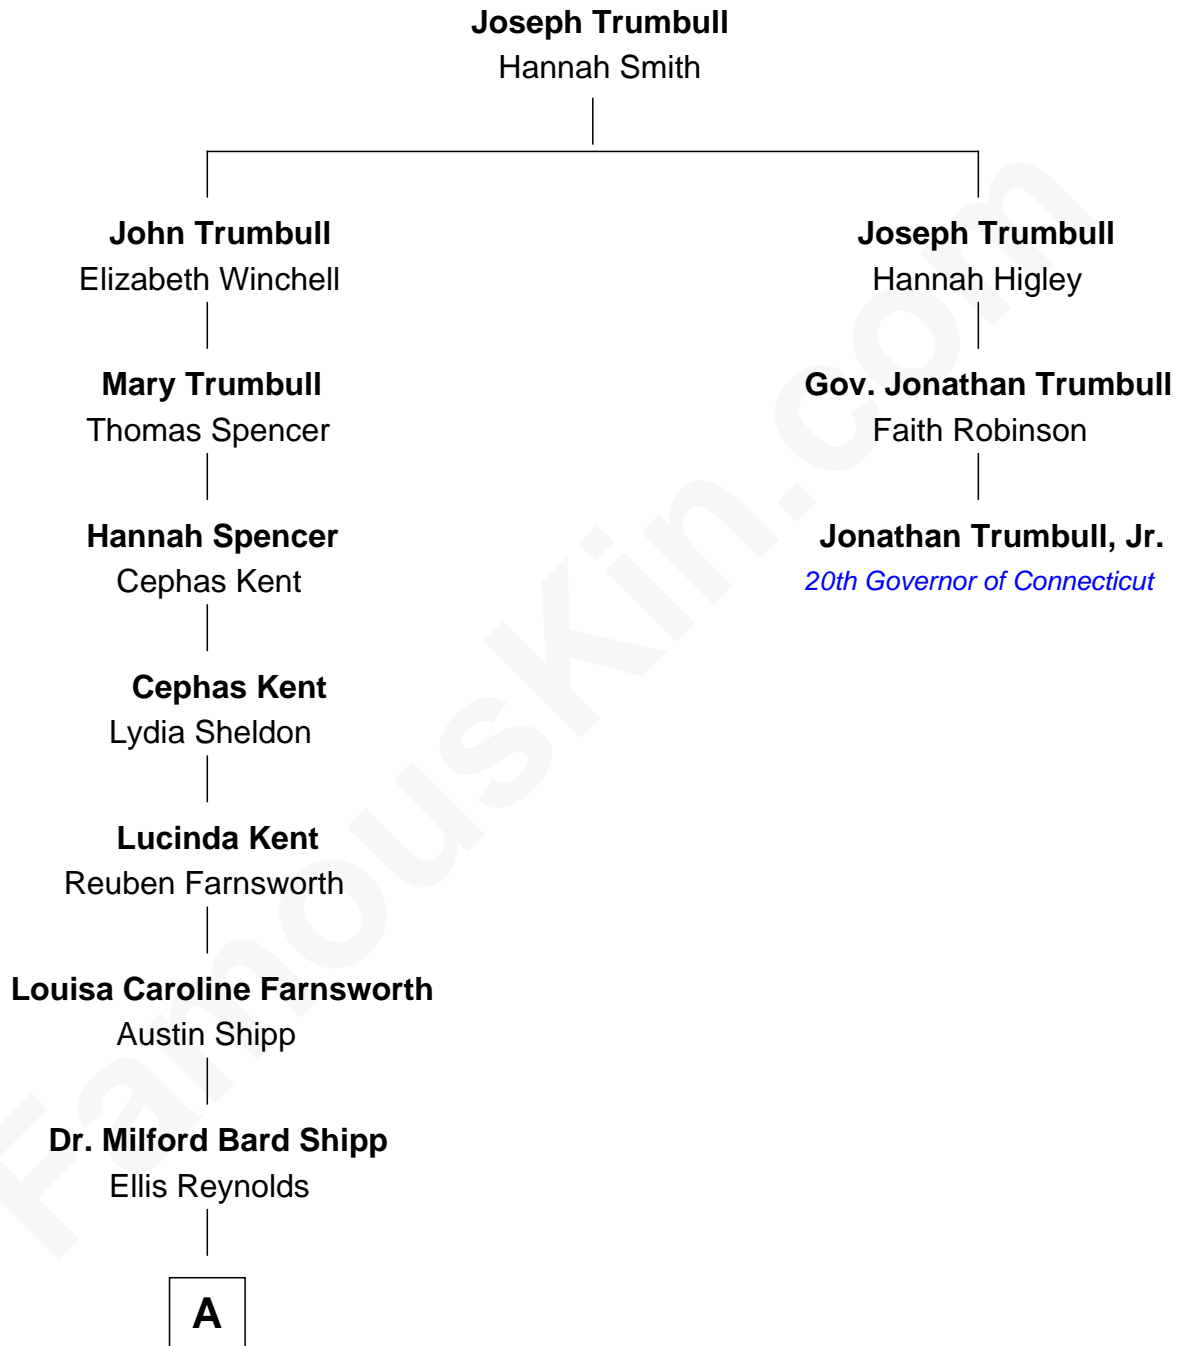 Joseph Trumbull
Hannah Smith
John Trumbull
Elizabeth Winchell
Joseph Trumbull
Hannah Higley
Mary Trumbull
Thomas Spencer
Gov. Jonathan Trumbull
Faith Robinson
Hannah Spencer
Cephas Kent
Jonathan Trumbull, Jr.
20th Governor of Connecticut
Cephas Kent
Lydia Sheldon
Lucinda Kent
Reuben Farnsworth
Louisa Caroline Farnsworth
Austin Shipp
Dr. Milford Bard Shipp
Ellis Reynolds
A
FamousKin.com